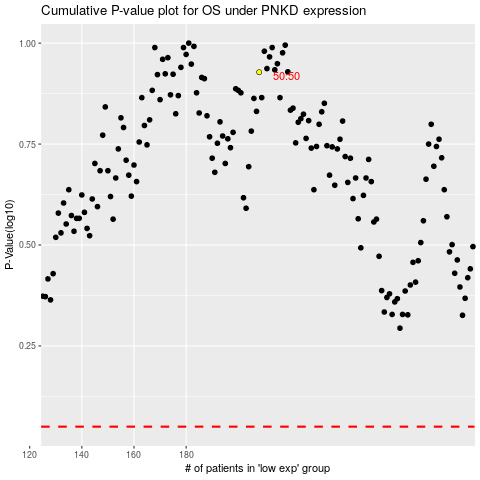 Cumulative P-value plot for OS under PNKD expression
P-Value(log10)
1.00
0.75
0.50
0.25
50:50
120 140 160 180
# of patients in 'low exp' group